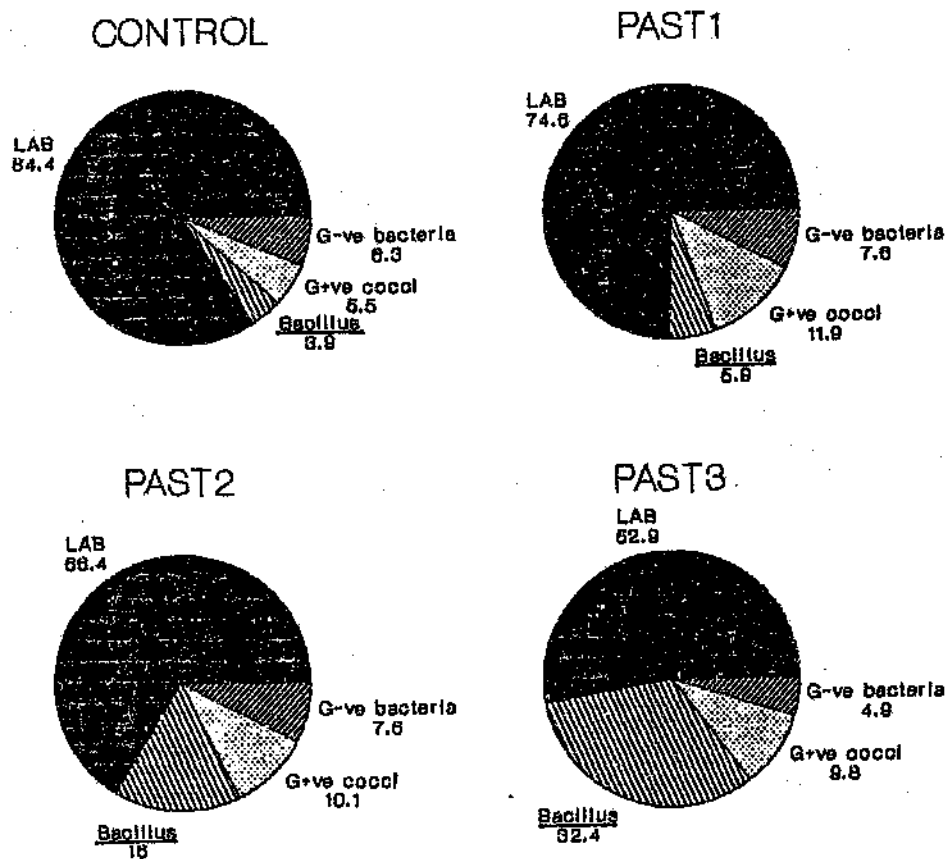 CONTROL
LAB
84.4
G-ve bacteria
6.3
G+ve cocci
5.5
Bacillus
3.9
PAST1
LAB
74.6
G-ve bacteria
7.6
G+ve cocci
11.9
Bacillus
5.9
PAST2
LAB
66.4
G-ve bacteria
7.6
G+ve cocci
10.1
Bacillus
16
PAST3
LAB
52.9
G-ve bacteria
4.9
G+ve cocci
9.8
Bacillus
32.4